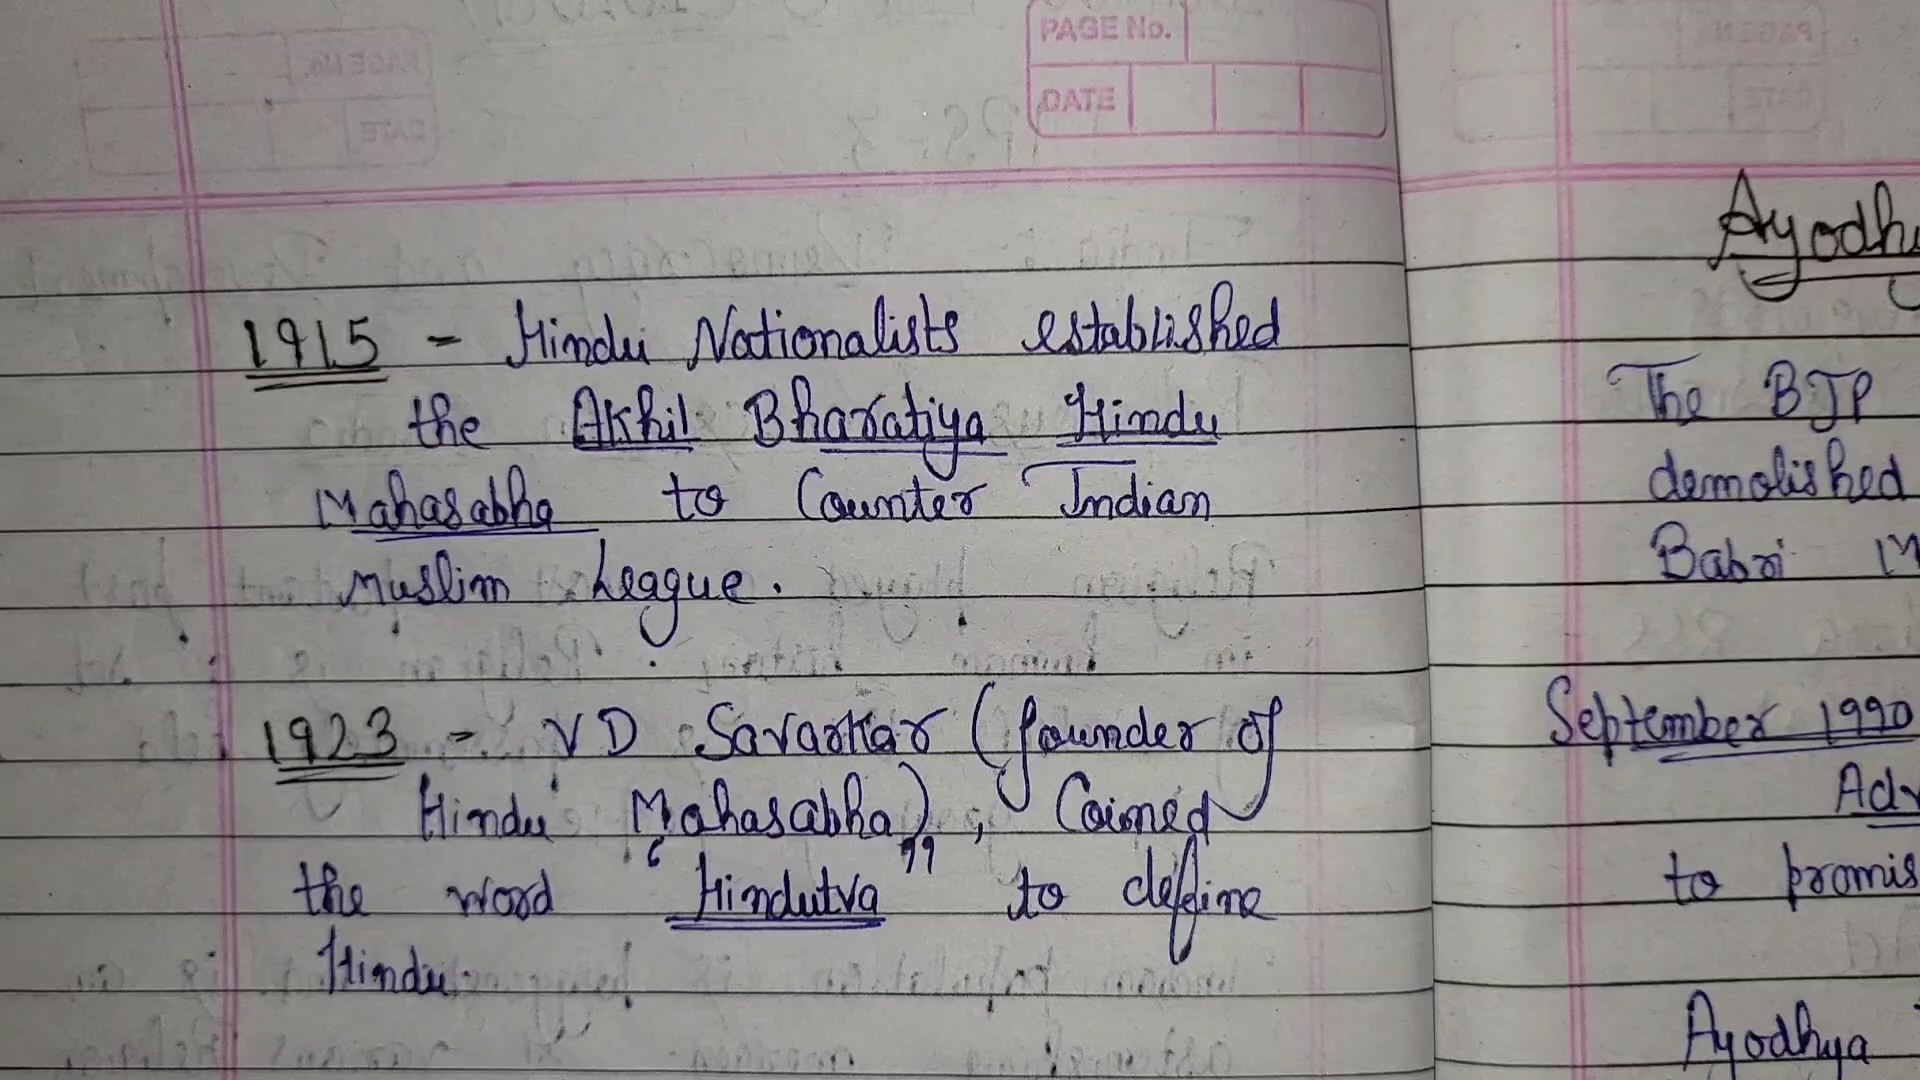 PAGE No.
DATE
1915 - Hindu Nationalists established
the Akhil Bharatiya Hindu
Mahasabha to Counter Indian
Muslim League.
1923 - VD Savarkar (founder of
Hindu Mahasabha), Coined
the word "Hindutva" to define
Hindu.
Ayodhy
The BJP
demolished
Babri M
September 1990
Adv
to promis
Ayodhya